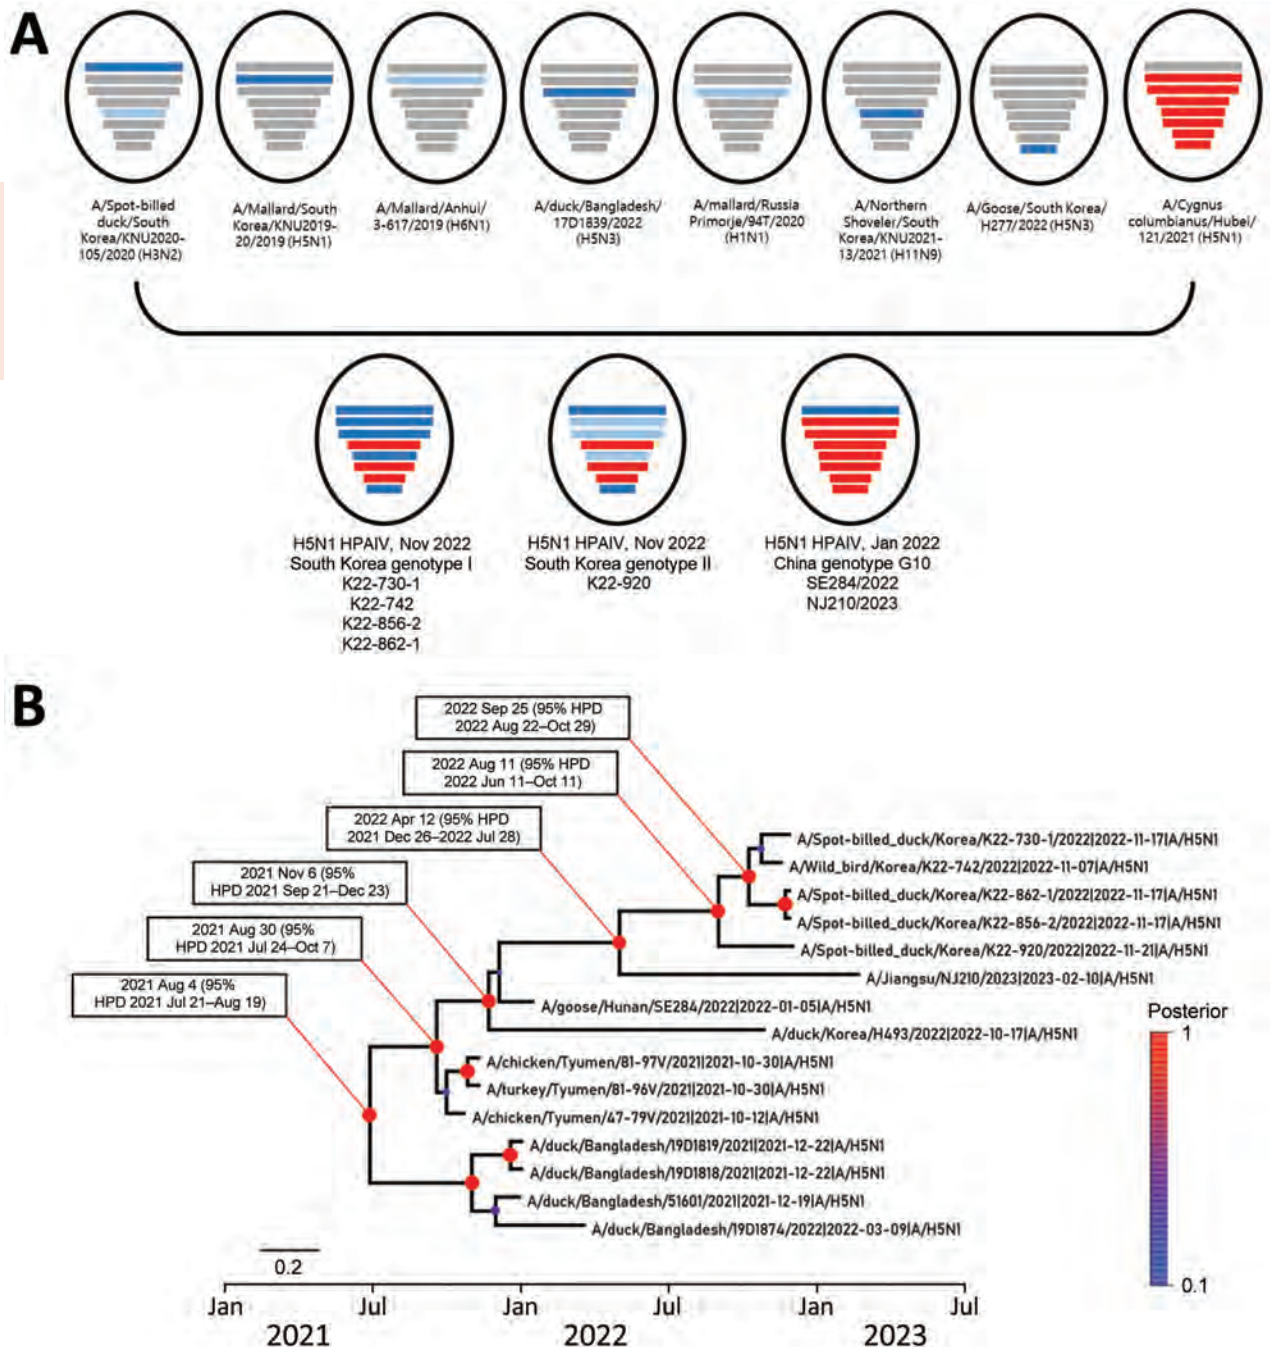 A
A/Spot-billed
duck/South
Korea/KNU2020-
105/2020 (H3N2)
A/Mallard/South
Korea/KNU2019-
20/2019 (H5N1)
A/Mallard/Anhui/
3-617/2019 (H6N1)
A/duck/Bangladesh/
17D1839/2022
(H5N3)
A/mallard/Russia
Primorje/94T/2020
(H1N1)
A/Northern
Shoveler/South
Korea/KNU2021-
13/2021 (H11N9)
A/Goose/South Korea/
H277/2022 (H5N3)
A/Cygnus
columbianus/Hubei/
121/2021 (H5N1)
H5N1 HPAIV, Nov 2022
South Korea genotype I
K22-730-1
K22-742
K22-856-2
K22-862-1
H5N1 HPAIV, Nov 2022
South Korea genotype II
K22-920
H5N1 HPAIV, Jan 2022
China genotype G10
SE284/2022
NJ210/2023
B
2022 Sep 25 (95% HPD
2022 Aug 22–Oct 29)
2022 Aug 11 (95% HPD
2022 Jun 11–Oct 11)
2022 Apr 12 (95% HPD
2021 Dec 26–2022 Jul 28)
2021 Nov 6 (95%
HPD 2021 Sep 21–Dec 23)
2021 Aug 30 (95%
HPD 2021 Jul 24–Oct 7)
2021 Aug 4 (95%
HPD 2021 Jul 21–Aug 19)
A/Spot-billed_duck/Korea/K22-730-1/2022|2022-11-17|A/H5N1
A/Wild_bird/Korea/K22-742/2022|2022-11-07|A/H5N1
A/Spot-billed_duck/Korea/K22-862-1/2022|2022-11-17|A/H5N1
A/Spot-billed_duck/Korea/K22-856-2/2022|2022-11-17|A/H5N1
A/Spot-billed_duck/Korea/K22-920/2022|2022-11-21|A/H5N1
A/Jiangsu/NJ210/2023|2023-02-10|A/H5N1
A/goose/Hunan/SE284/2022|2022-01-05|A/H5N1
A/duck/Korea/H493/2022|2022-10-17|A/H5N1
A/chicken/Tyumen/81-97V/2021|2021-10-30|A/H5N1
A/turkey/Tyumen/81-96V/2021|2021-10-30|A/H5N1
A/chicken/Tyumen/47-79V/2021|2021-10-12|A/H5N1
A/duck/Bangladesh/19D1819/2021|2021-12-22|A/H5N1
A/duck/Bangladesh/19D1818/2021|2021-12-22|A/H5N1
A/duck/Bangladesh/51601/2021|2021-12-19|A/H5N1
A/duck/Bangladesh/19D1874/2022|2022-03-09|A/H5N1
Posterior
1
0.1
0.2
Jan Jul Jan Jul Jan Jul
2021 2022 2023